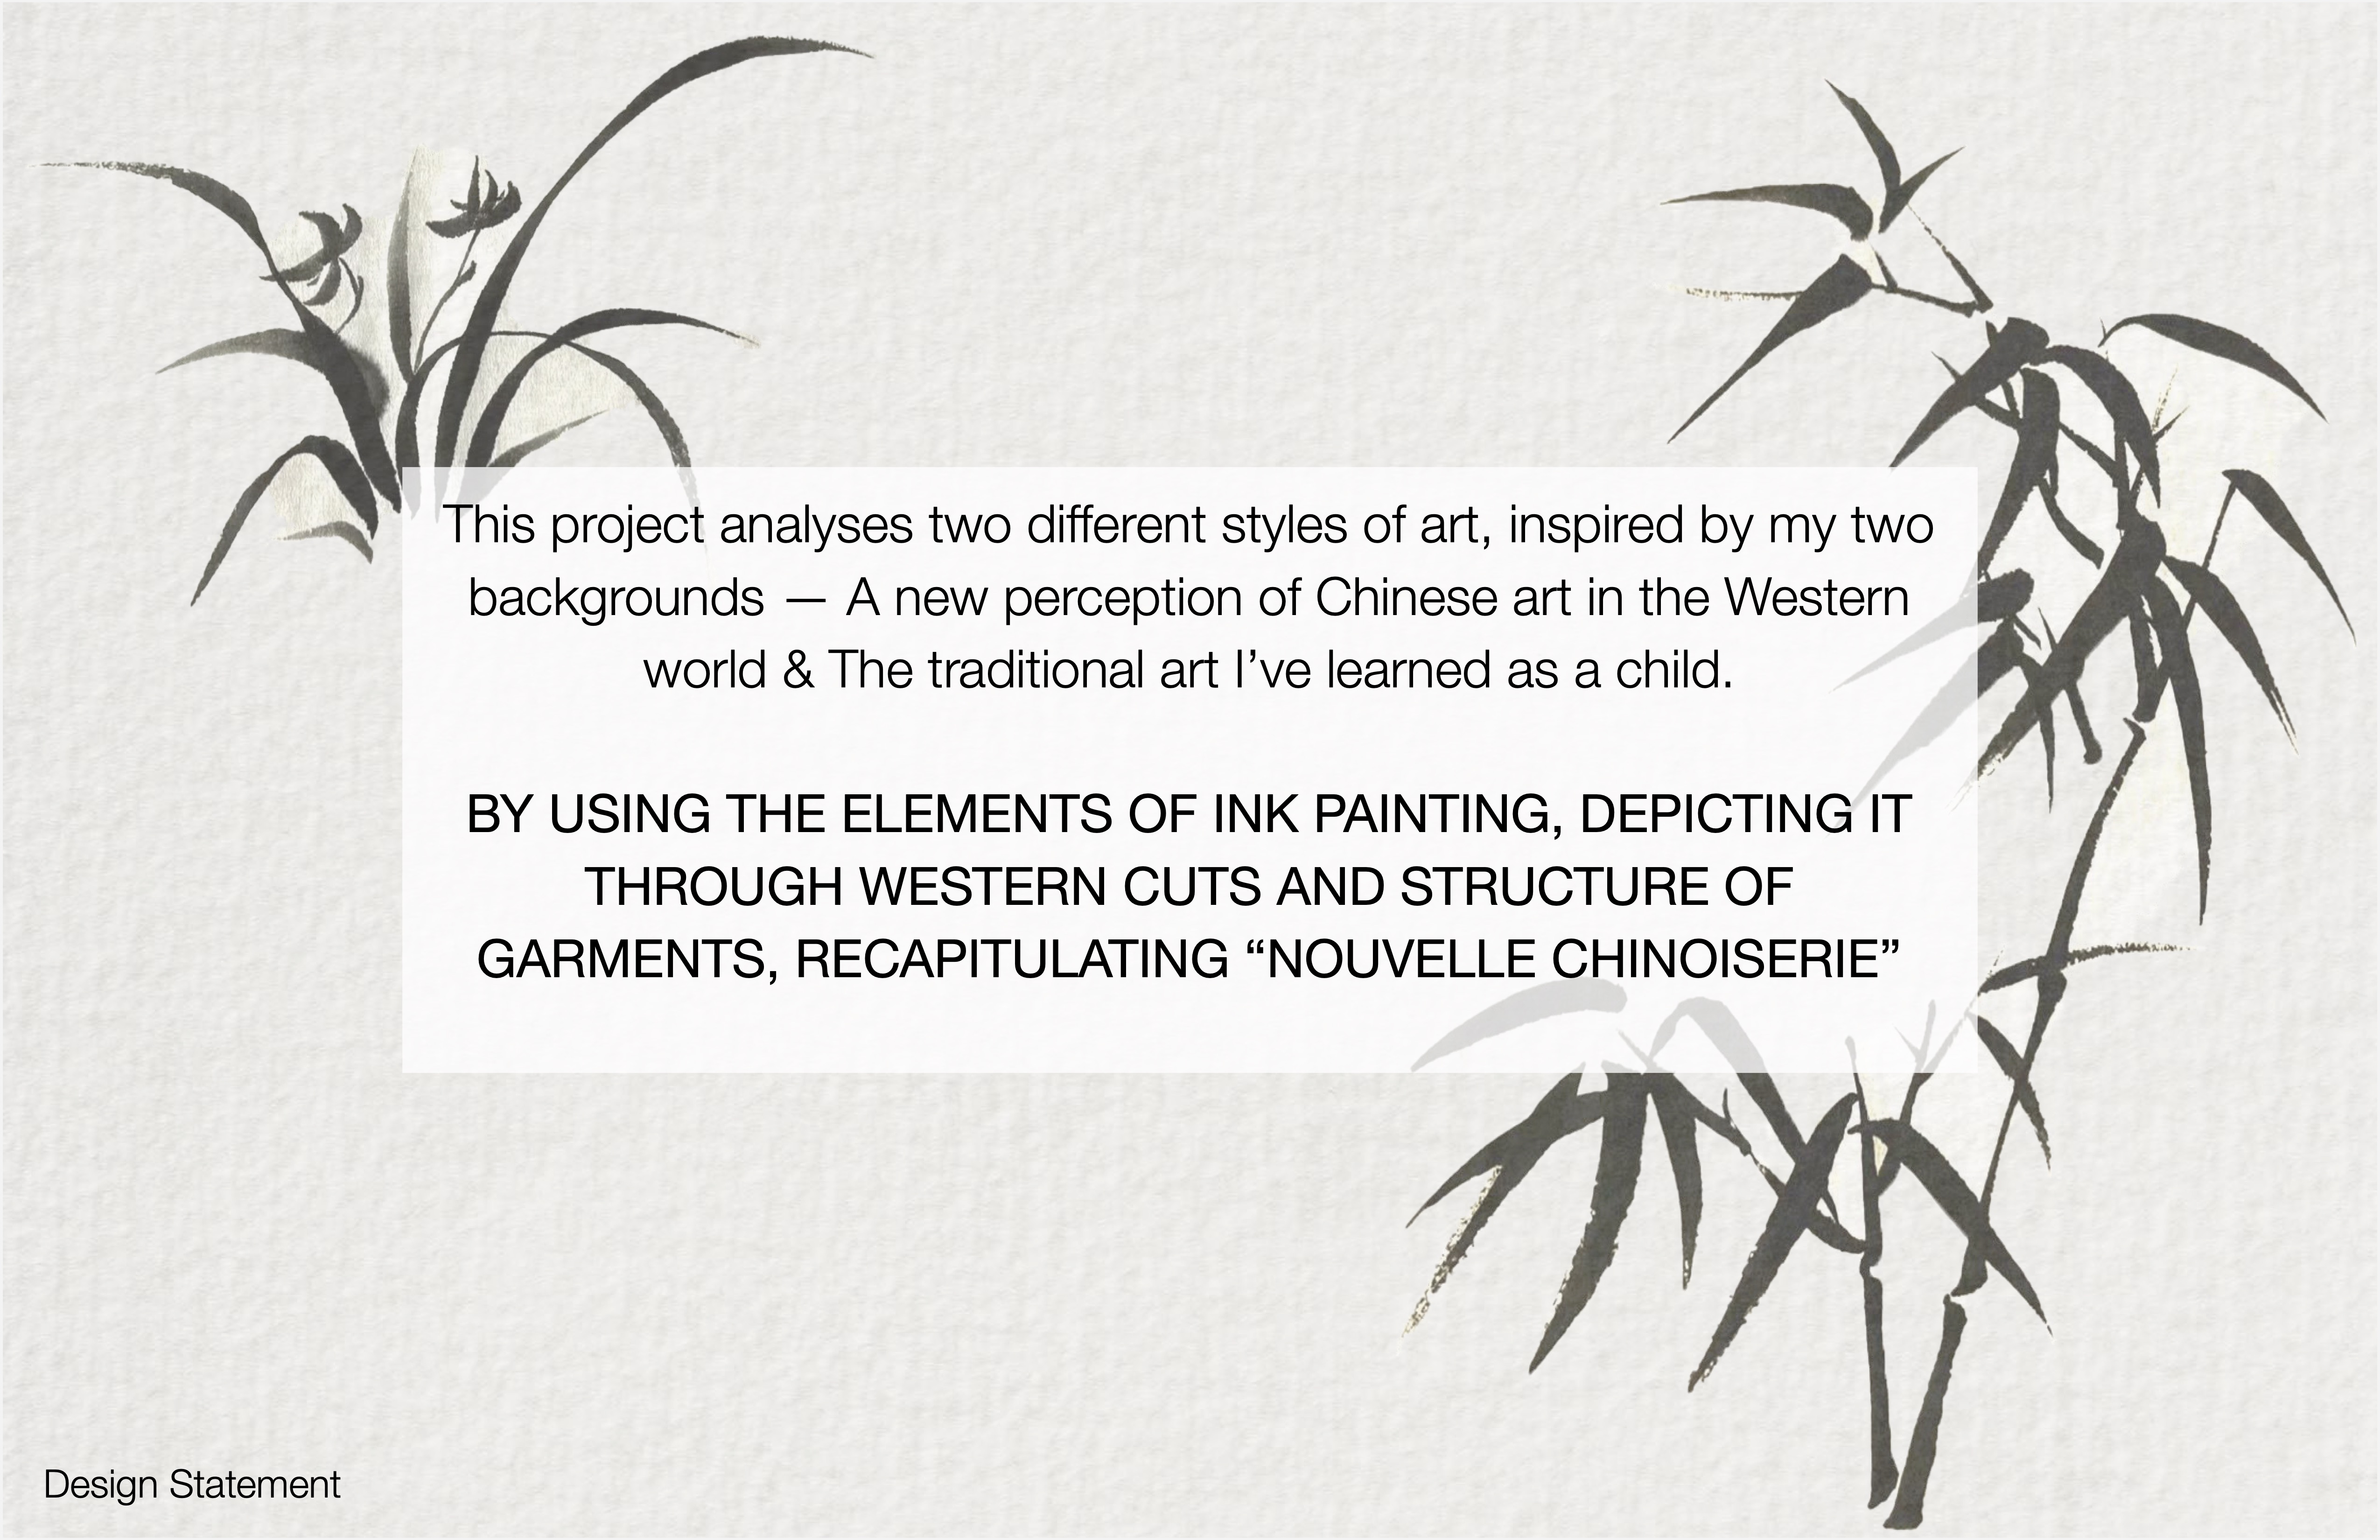 This project analyses two different styles of art, inspired by my two
backgrounds — A new perception of Chinese art in the Western
world & The traditional art I’ve learned as a child.
BY USING THE ELEMENTS OF INK PAINTING, DEPICTING IT
THROUGH WESTERN CUTS AND STRUCTURE OF
GARMENTS, RECAPITULATING “NOUVELLE CHINOISERIE”
Design Statement